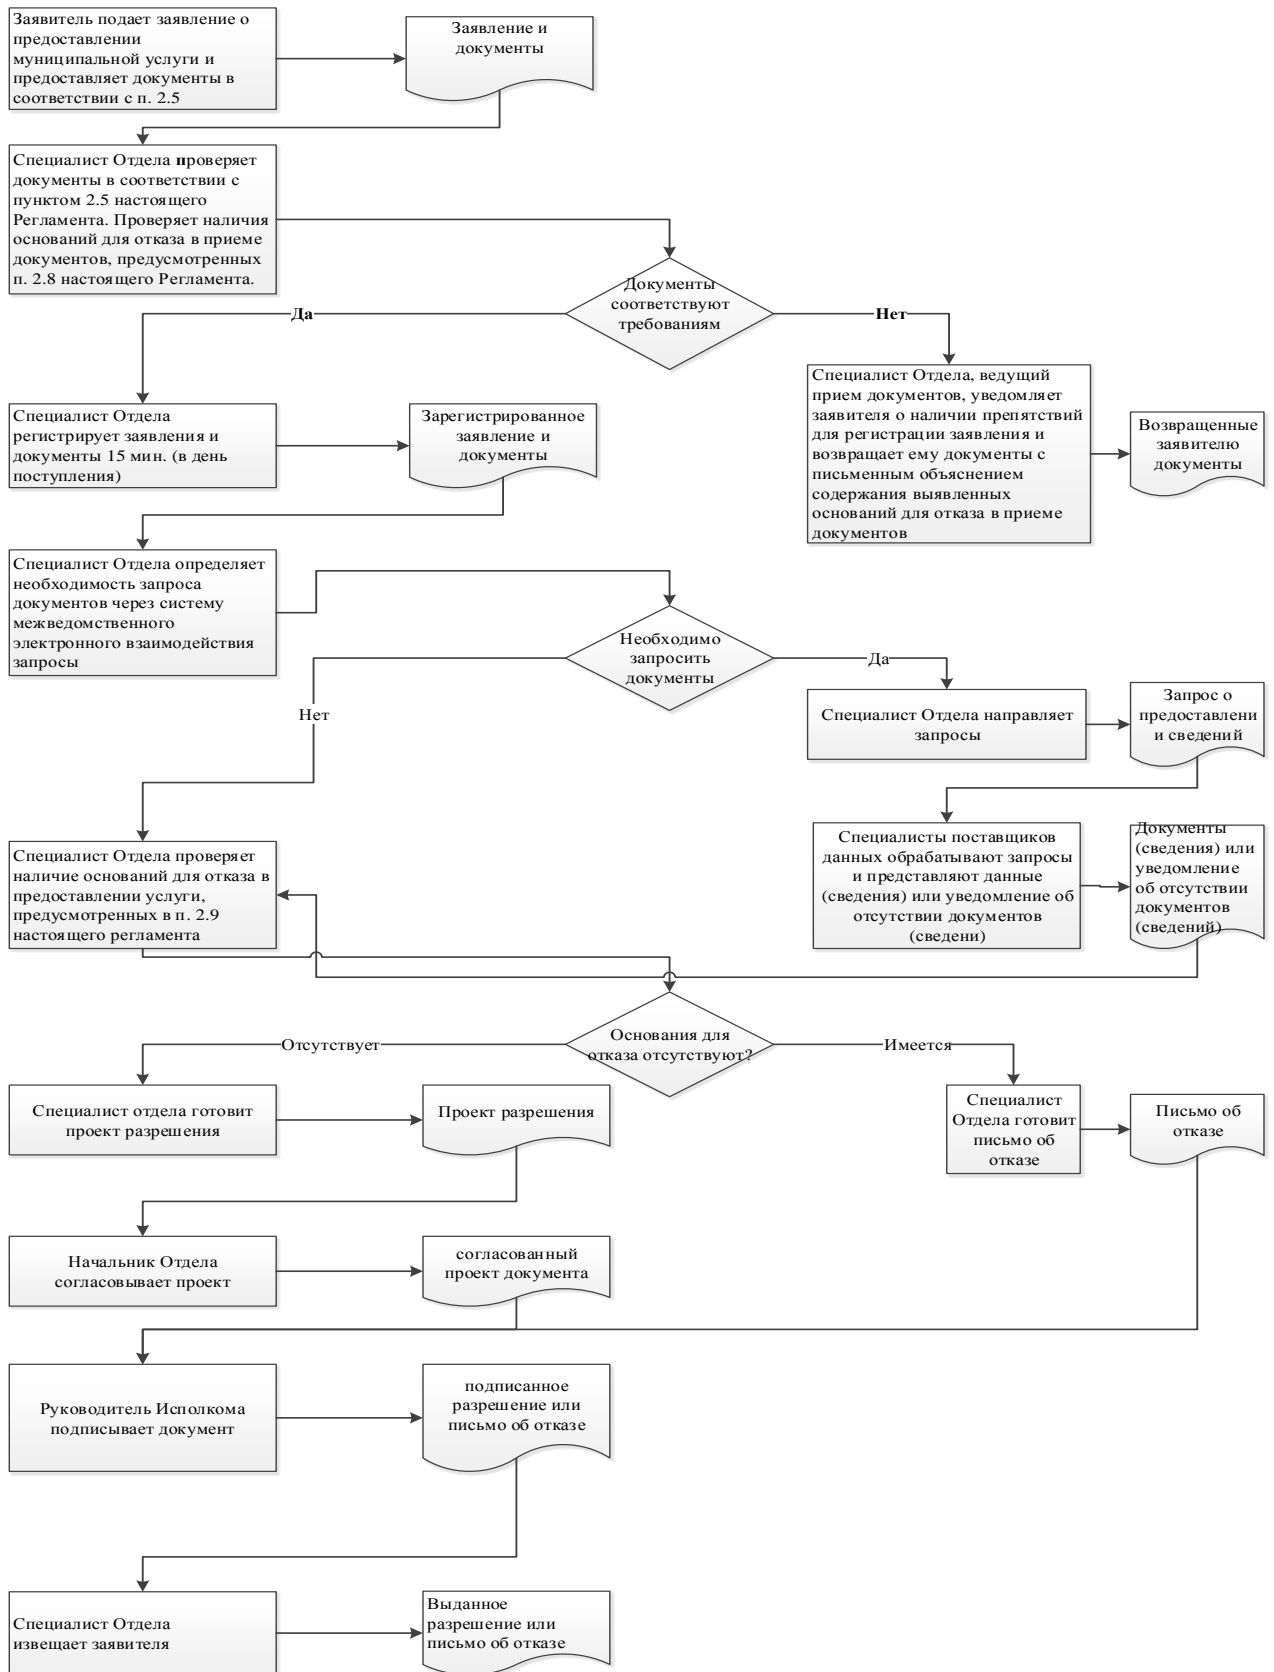 Заявитель подает заявление о
предоставлении
муниципальной услуги и
предоставляет документы в
соответствии с п. 2.5
Заявление и
документы
Специалист Отдела проверяет
документы в соответствии с
пунктом 2.5 настоящего
Регламента. Проверяет наличия
оснований для отказа в приеме
документов, предусмотренных
п. 2.8 настоящего Регламента.
Документы
соответствуют
требованиям
Да
Нет
Специалист Отдела
регистрирует заявления и
документы 15 мин. (в день
поступления)
Зарегистрированное
заявление и
документы
Специалист Отдела, ведущий
прием документов, уведомляет
заявителя о наличии препятствий
для регистрации заявления и
возвращает ему документы с
письменным объяснением
содержания выявленных
оснований для отказа в приеме
документов
Возвращенные
заявителю
документы
Специалист Отдела определяет
необходимость запроса
документов через систему
межведомственного
электронного взаимодействия
запросы
Необходимо
запросить
документы
Да
Нет
Специалист Отдела направляет
запросы
Запрос о
предоставлени
и сведений
Специалист Отдела проверяет
наличие оснований для отказа в
предоставлении услуги,
предусмотренных в п. 2.9
настоящего регламента
Специалисты поставщиков
данных обрабатывают запросы
и представляют данные
(сведения) или уведомление об
отсутствии документов
(сведени)
Документы
(сведения) или
уведомление
об отсутствии
документов
(сведений)
Основания для
отказа отсутствуют?
Отсутствует
Имеется
Специалист отдела готовит
проект разрешения
Проект разрешения
Специалист
Отдела готовит
письмо об
отказе
Письмо об
отказе
Начальник Отдела
согласовывает проект
согласованный
проект документа
Руководитель Исполкома
подписывает документ
подписанное
разрешение или
письмо об отказе
Специалист Отдела
извещает заявителя
Выданное
разрешение или
письмо об отказе